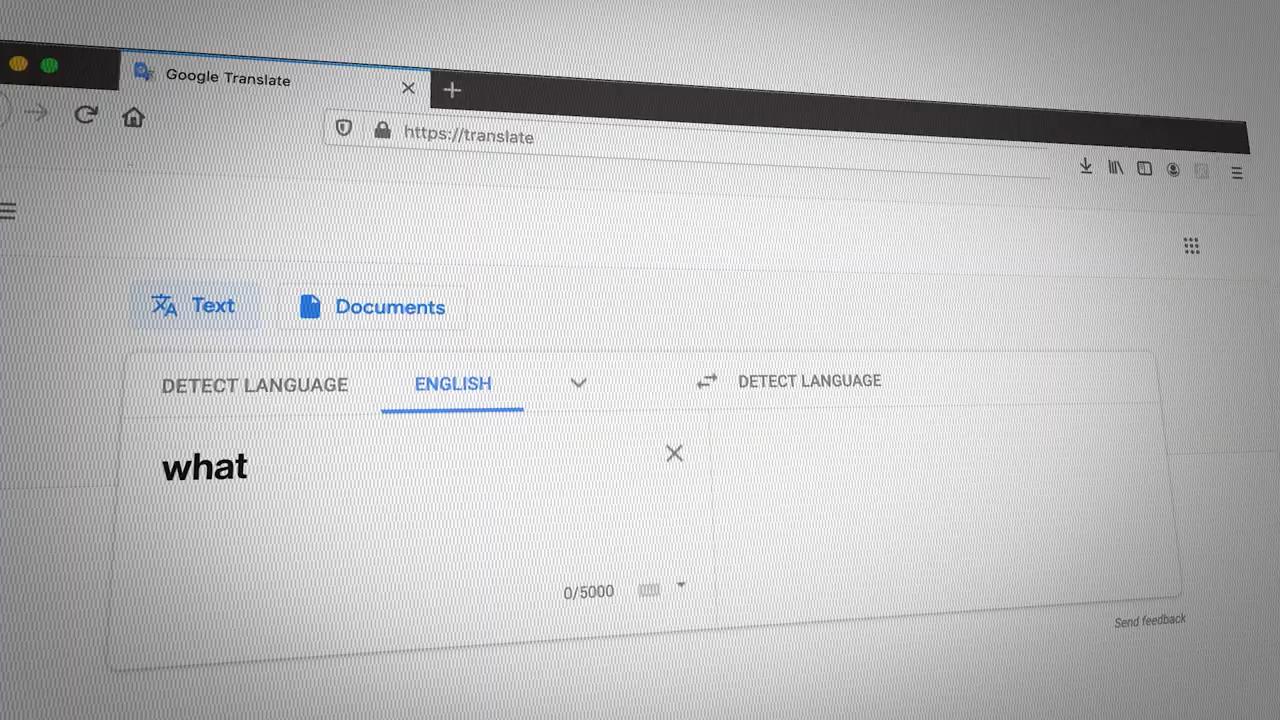 Google Translate
https://translate
Text
Documents
DETECT LANGUAGE
ENGLISH
DETECT LANGUAGE
what
0/5000
Send feedback